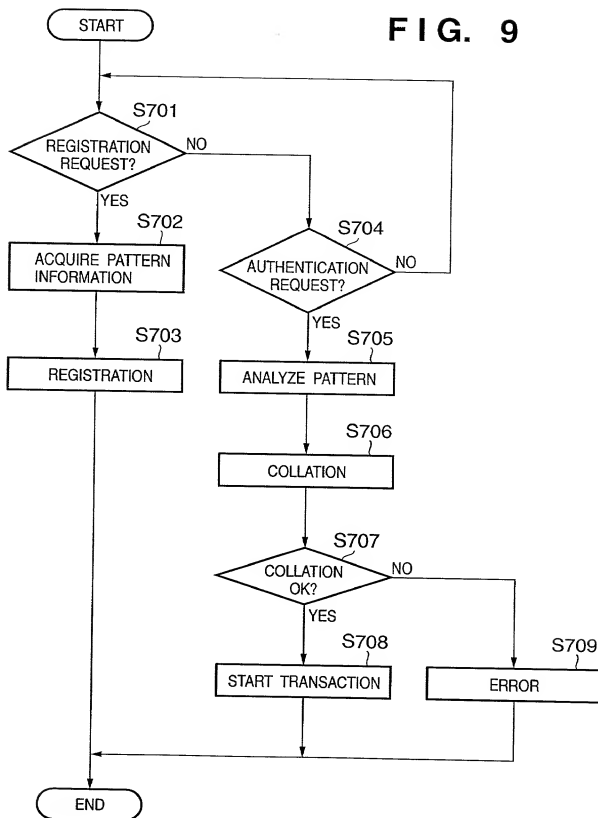 START
FIG. 9
S701
REGISTRATION
REQUEST?
NO
YES
S702
ACQUIRE PATTERN
INFORMATION
S704
AUTHENTICATION
REQUEST?
NO
YES
S703
REGISTRATION
S705
ANALYZE PATTERN
S706
COLLATION
S707
COLLATION
OK?
NO
YES
S708
START TRANSACTION
S709
ERROR
END